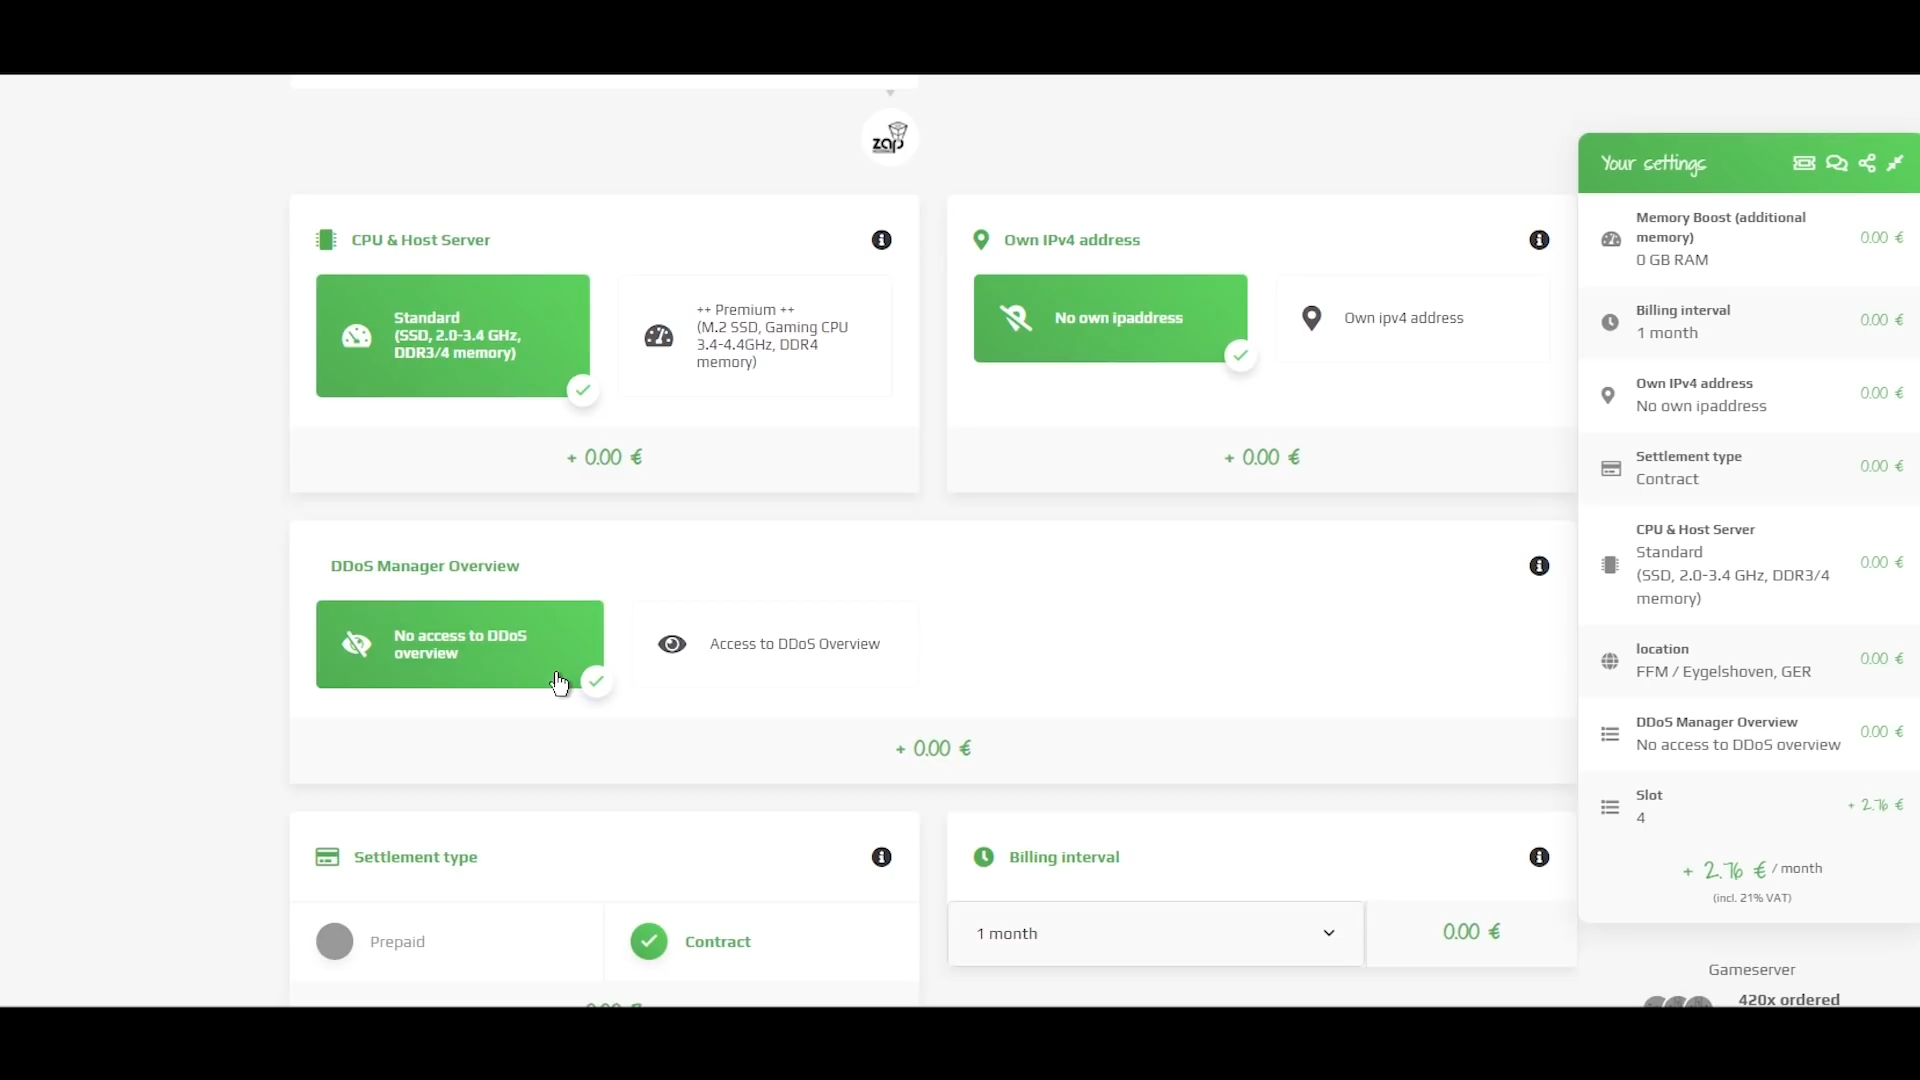 zap
CPU & Host Server
Standard
(SSD, 2.0-3.4 GHz,
DDR3/4 memory)
++ Premium ++
(M.2 SSD, Gaming CPU
3.4-4.4GHz, DDR4
memory)
+ 0.00 €
Own IPv4 address
No own ipaddress
Own ipv4 address
+ 0.00 €
DDoS Manager Overview
No access to DDoS
overview
Access to DDoS Overview
+ 0.00 €
Settlement type
Prepaid
Contract
Billing interval
1 month
0.00 €
Your settings
Memory Boost (additional
memory)
0 GB RAM
0.00 €
Billing interval
1 month
0.00 €
Own IPv4 address
No own ipaddress
0.00 €
Settlement type
Contract
0.00 €
CPU & Host Server
Standard
(SSD, 2.0-3.4 GHz, DDR3/4
memory)
0.00 €
location
FFM / Eygelshoven, GER
0.00 €
DDoS Manager Overview
No access to DDoS overview
0.00 €
Slot
4
+ 2.76 €
+ 2.76 € / month
(incl. 21% VAT)
Gameserver
420x ordered